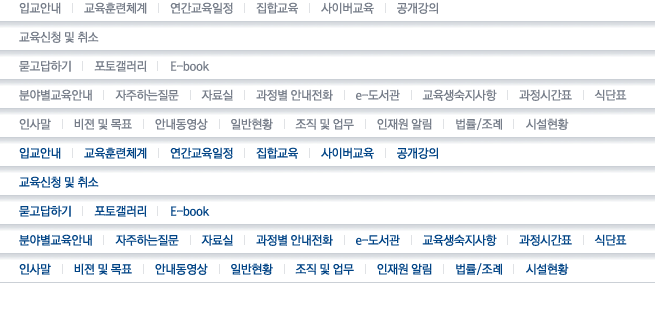 입교안내 교육훈련체계 연간교육일정 집합교육 사이버교육 공개강의
교육신청 및 취소
묻고답하기 포토갤러리 E-book
분야별교육안내 자주하는질문 자료실 과정별 안내전화 e-도서관 교육생숙지사항 과정시간표 식단표
인사말 비젼 및 목표 안내동영상 일반현황 조직 및 업무 인재원 알림 법률/조례 시설현황
입교안내 교육훈련체계 연간교육일정 집합교육 사이버교육 공개강의
교육신청 및 취소
묻고답하기 포토갤러리 E-book
분야별교육안내 자주하는질문 자료실 과정별 안내전화 e-도서관 교육생숙지사항 과정시간표 식단표
인사말 비젼 및 목표 안내동영상 일반현황 조직 및 업무 인재원 알림 법률/조례 시설현황